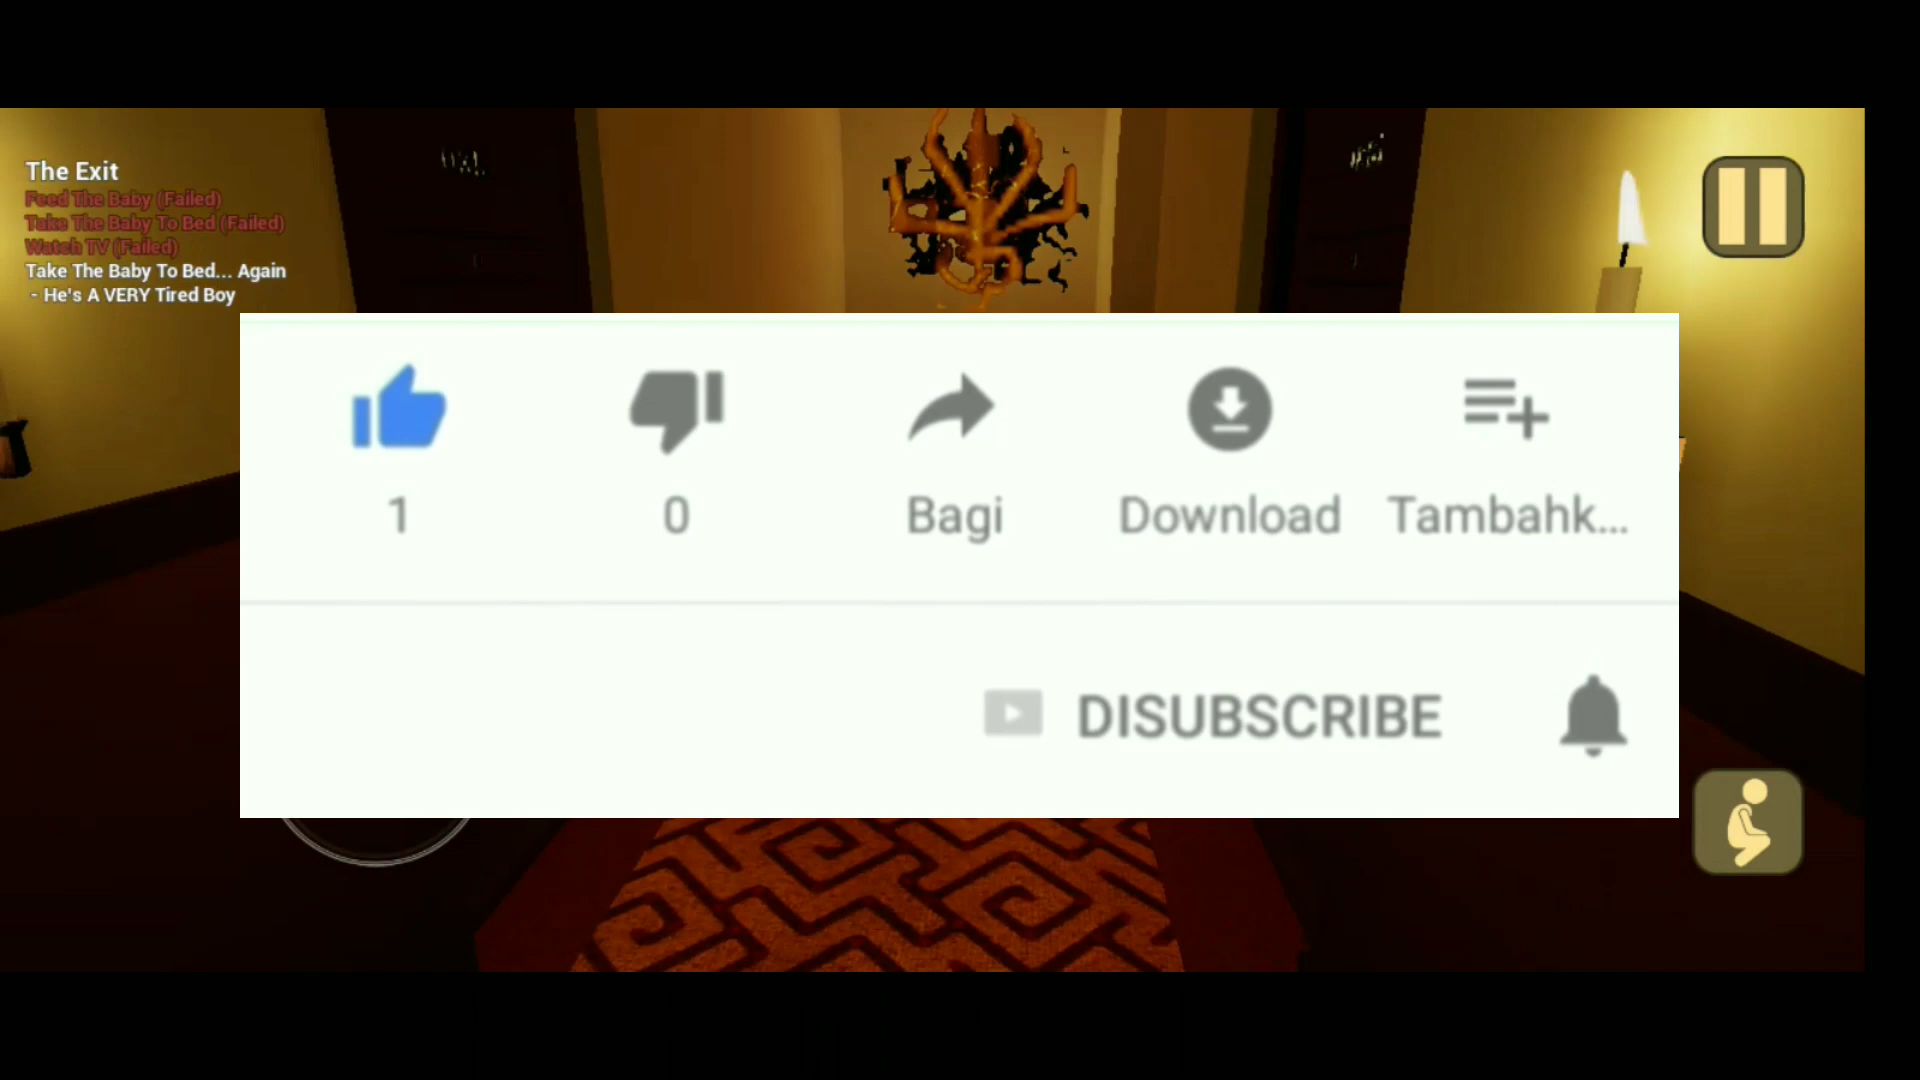 The Exit
Feed The Baby (Failed)
Take The Baby To Bed (Failed)
Watch TV (Failed)
Take The Baby To Bed... Again
- He's A VERY Tired Boy
1 0 Bagi Download Tambahk...
DISUBSCRIBE